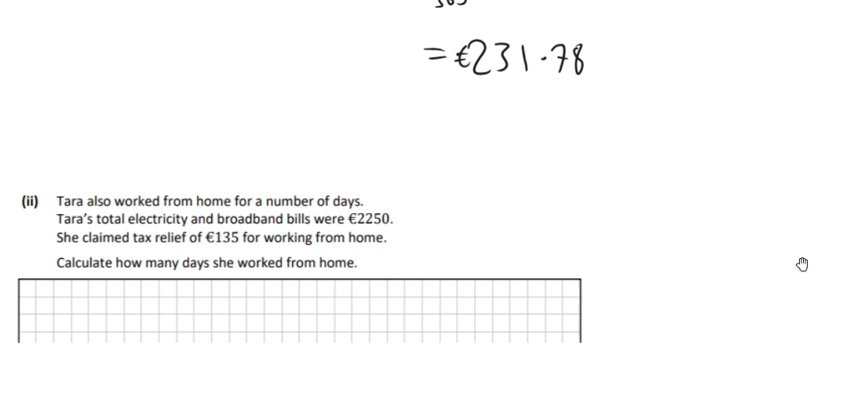 365
= €231.78
(ii) Tara also worked from home for a number of days.
Tara's total electricity and broadband bills were €2250.
She claimed tax relief of €135 for working from home.
Calculate how many days she worked from home.